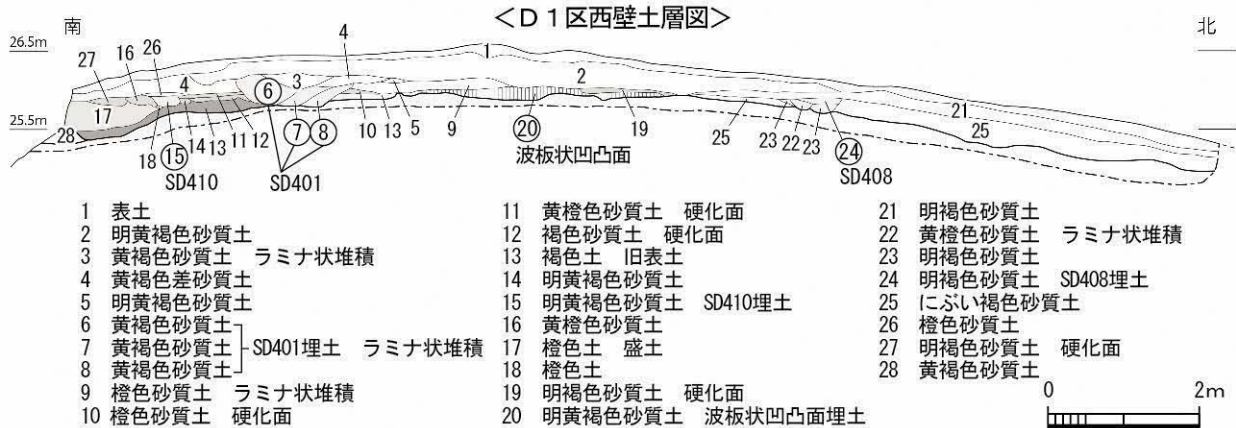 <D1区西壁土層図>
南
北
26.5m
25.5m
27 16 26 4 3 4 1 2 21
17 4 6 25
28 18 15 14 13 11 12 7 8 10 13 5 9 20 19 25 23 22 23 24
波板状凹凸面
SD410
SD401
SD408
1 表土
2 明黄褐色砂質土
3 黄褐色砂質土 ラミナ状堆積
4 黄褐色差砂質土
5 明黄褐色砂質土
6 黄褐色砂質土
7 黄褐色砂質土 SD401埋土 ラミナ状堆積
8 黄褐色砂質土
9 橙色砂質土 ラミナ状堆積
10 橙色砂質土 硬化面
11 黄橙色砂質土 硬化面
12 褐色砂質土 硬化面
13 褐色土 旧表土
14 明黄褐色砂質土
15 明黄褐色砂質土 SD410埋土
16 黄橙色砂質土
17 橙色土 盛土
18 橙色土
19 明褐色砂質土 硬化面
20 明黄褐色砂質土 波板状凹凸面埋土
21 明褐色砂質土
22 黄橙色砂質土 ラミナ状堆積
23 明褐色砂質土
24 明褐色砂質土 SD408埋土
25 にぶい褐色砂質土
26 橙色砂質土
27 明褐色砂質土 硬化面
28 黄褐色砂質土
0 2m